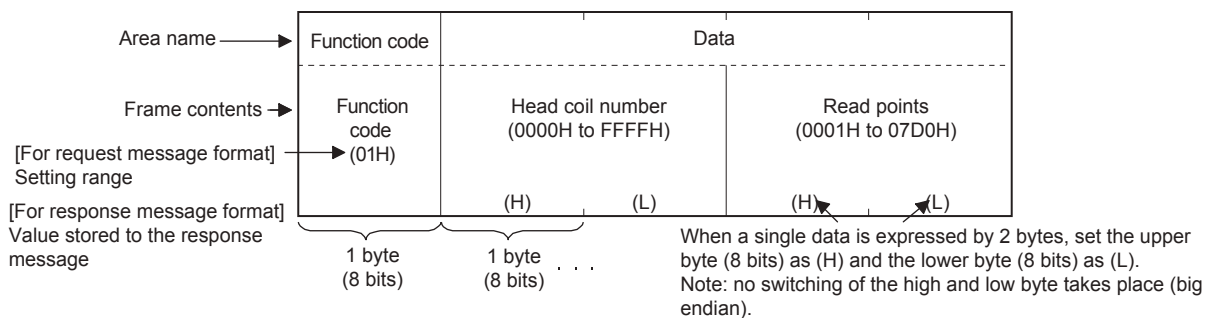 Area name
Function code
Data
Frame contents
Function
code
(01H)
Head coil number
(0000H to FFFFH)
Read points
(0001H to 07D0H)
[For request message format]
Setting range
(H)
(L)
(H)
(L)
[For response message format]
Value stored to the response
message
1 byte
(8 bits)
1 byte
(8 bits)
. . .
When a single data is expressed by 2 bytes, set the upper
byte (8 bits) as (H) and the lower byte (8 bits) as (L).
Note: no switching of the high and low byte takes place (big
endian).